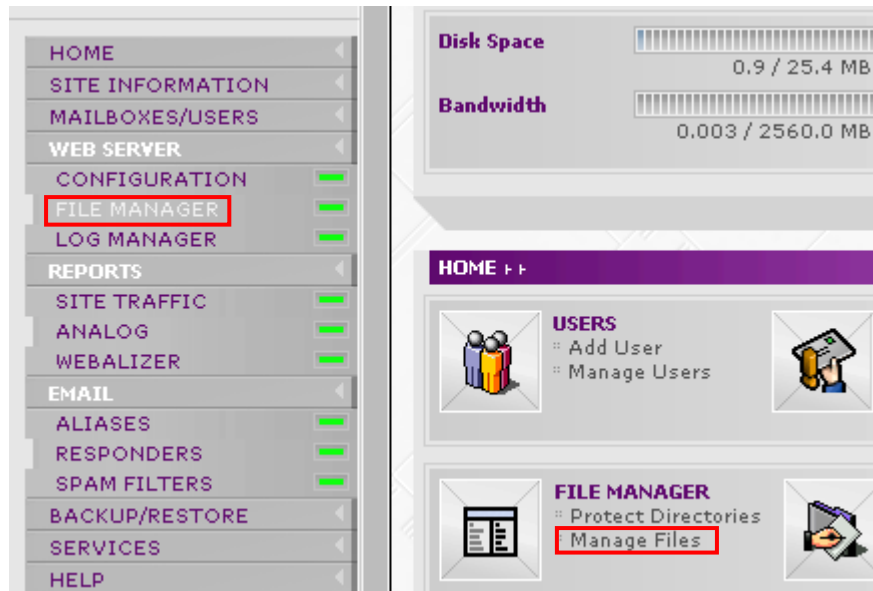 HOME
SITE INFORMATION
MAILBOXES/USERS
WEB SERVER
CONFIGURATION
FILE MANAGER
LOG MANAGER
REPORTS
SITE TRAFFIC
ANALOG
WEBALIZER
EMAIL
ALIASES
RESPONDERS
SPAM FILTERS
BACKUP/RESTORE
SERVICES
HELP
Disk Space
0.9 / 25.4 MB
Bandwidth
0.003 / 2560.0 MB
HOME
USERS
Add User
Manage Users
FILE MANAGER
Protect Directories
Manage Files